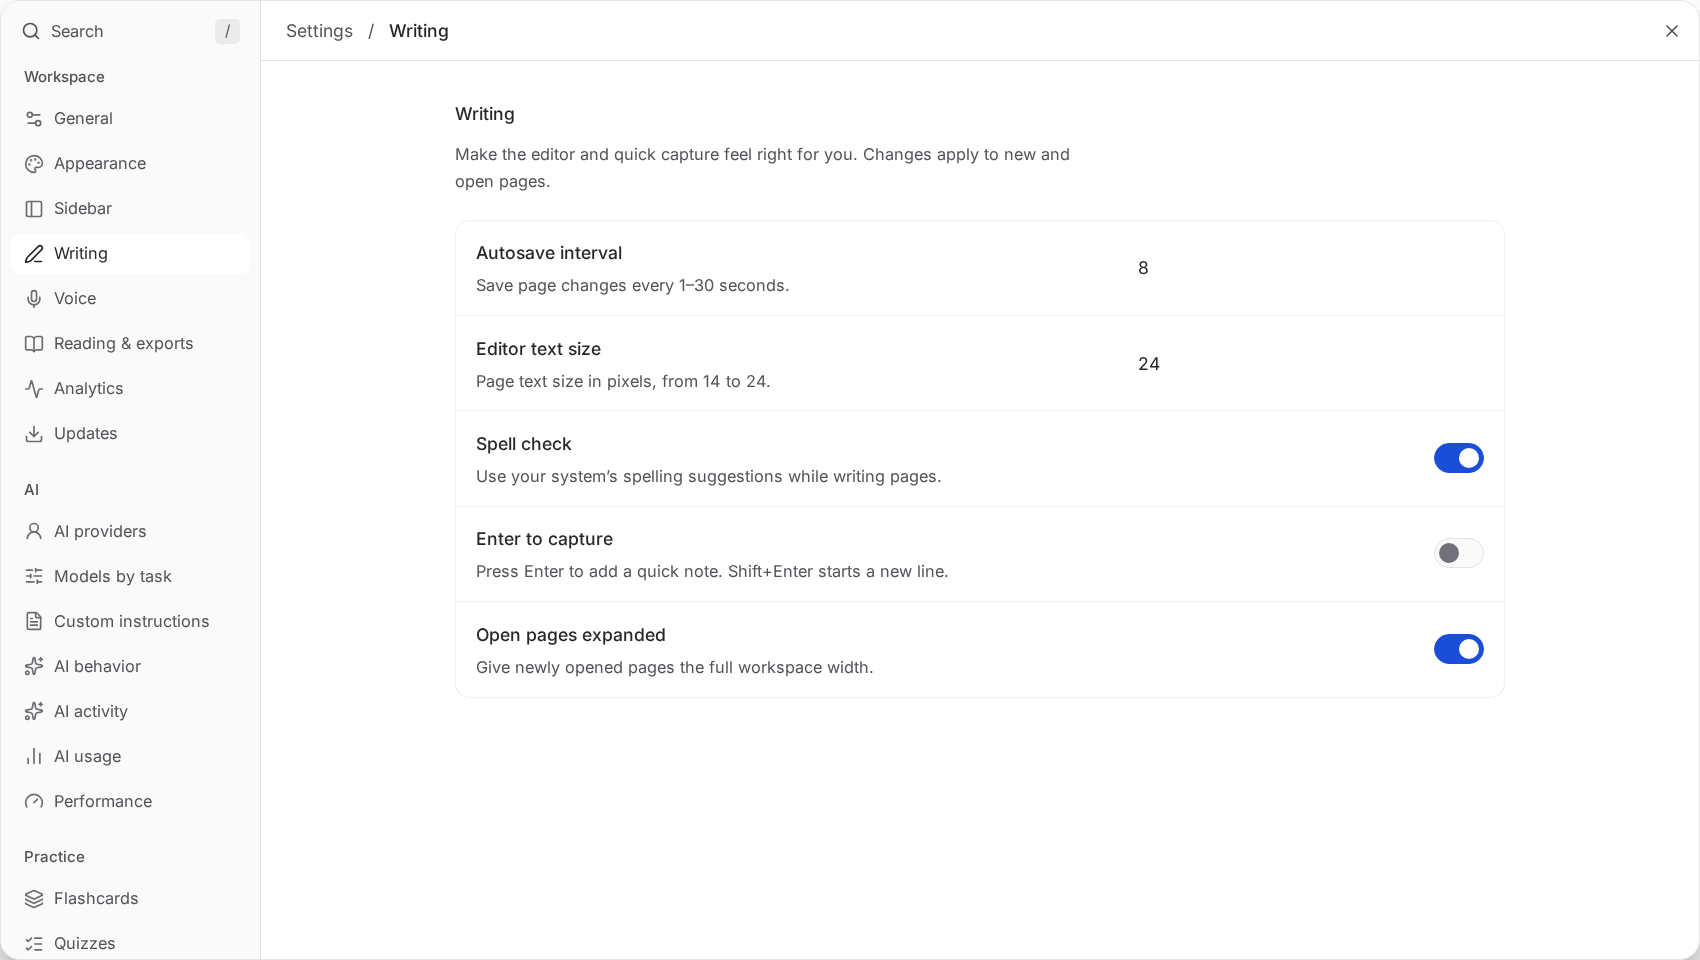 Search
/
Workspace
General
Appearance
Sidebar
Writing
Voice
Reading & exports
Analytics
Updates
AI
AI providers
Models by task
Custom instructions
AI behavior
AI activity
AI usage
Performance
Practice
Flashcards
Quizzes
Settings / Writing
Writing
Make the editor and quick capture feel right for you. Changes apply to new and
open pages.
Autosave interval
Save page changes every 1–30 seconds.
8
Editor text size
Page text size in pixels, from 14 to 24.
24
Spell check
Use your system’s spelling suggestions while writing pages.
Enter to capture
Press Enter to add a quick note. Shift+Enter starts a new line.
Open pages expanded
Give newly opened pages the full workspace width.